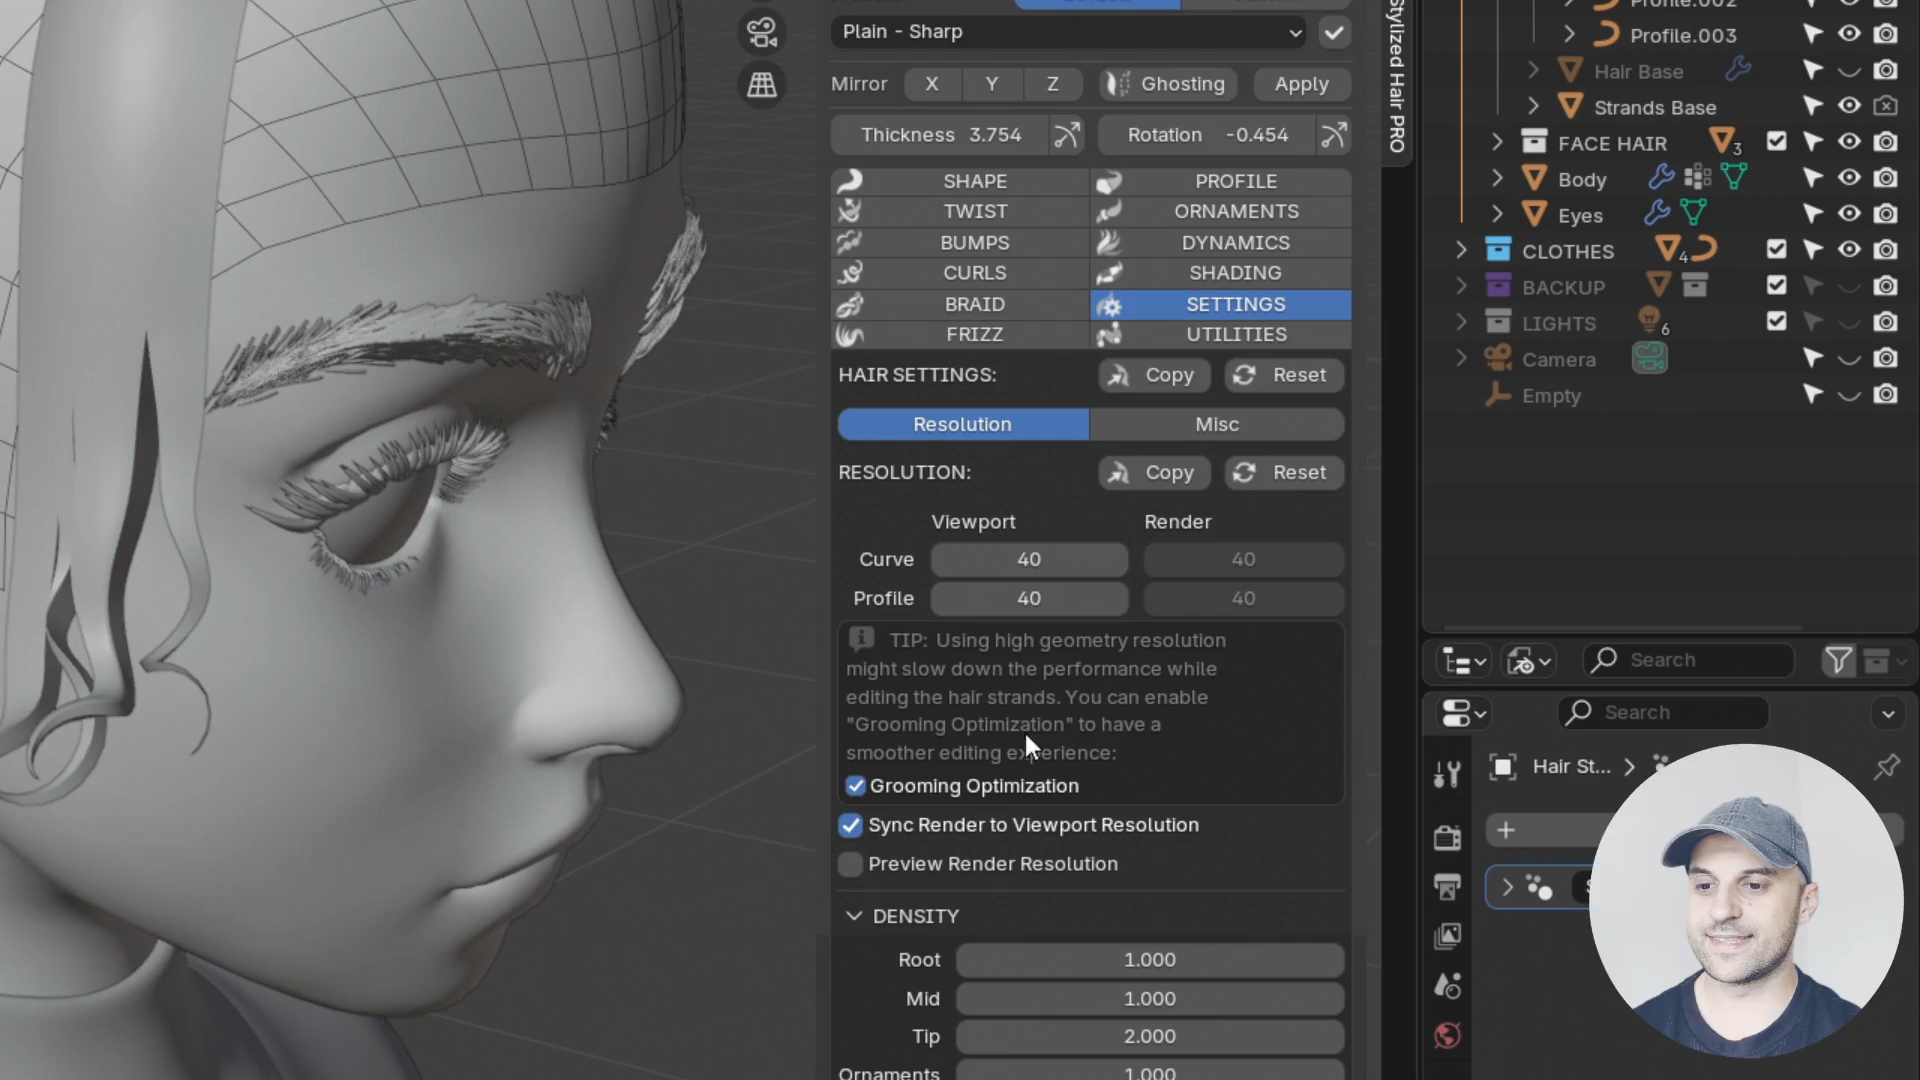 Plain - Sharp
Mirror X Y Z Ghosting Apply
Thickness 3.754 Rotation -0.454
SHAPE PROFILE
TWIST ORNAMENTS
BUMPS DYNAMICS
CURLS SHADING
BRAID SETTINGS
FRIZZ UTILITIES
HAIR SETTINGS: Copy Reset
Resolution Misc
RESOLUTION: Copy Reset
Viewport Render
Curve 40 40
Profile 40 40
TIP: Using high geometry resolution
might slow down the performance while
editing the hair strands. You can enable
"Grooming Optimization" to have a
smoother editing experience:
Grooming Optimization
Sync Render to Viewport Resolution
Preview Render Resolution
DENSITY
Root 1.000
Mid 1.000
Tip 2.000
Ornaments 1.000
Stylized Hair PRO
Profile.002
Profile.003
Hair Base
Strands Base
FACE HAIR 3
Body
Eyes
CLOTHES 4
BACKUP
LIGHTS 6
Camera
Empty
Search
Search
Hair St...